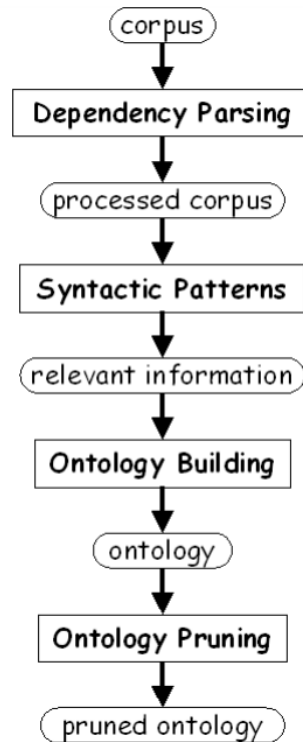 corpus
Dependency Parsing
processed corpus
Syntactic Patterns
relevant information
Ontology Building
ontology
Ontology Pruning
pruned ontology